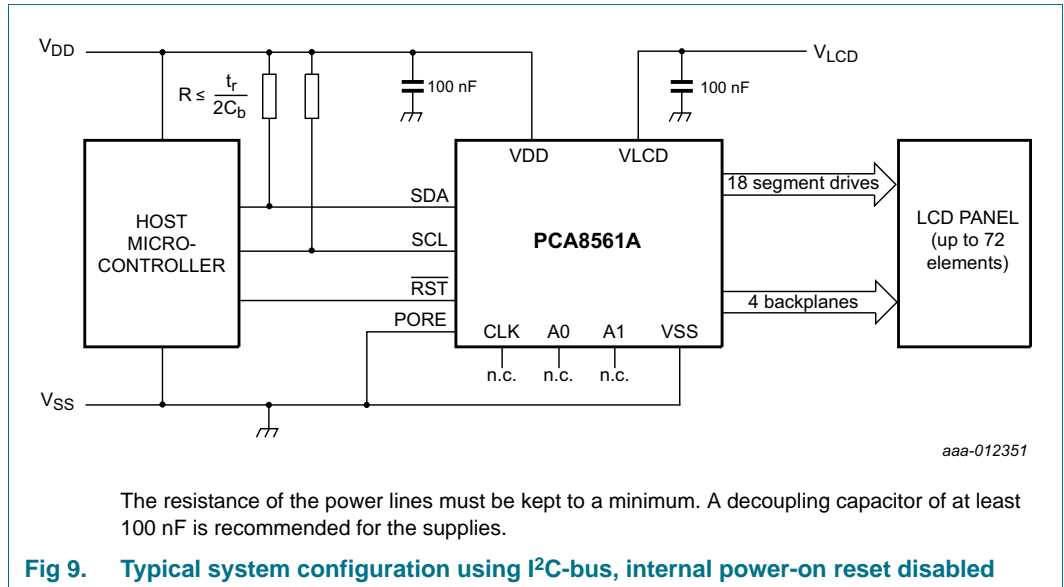 VDD
VLCD
R ≤ tr
2Cb
100 nF
100 nF
VDD
VLCD
SDA
18 segment drives
HOST
MICRO-
CONTROLLER
SCL
PCA8561A
LCD PANEL
(up to 72
elements)
RST
4 backplanes
PORE
CLK
A0
A1
VSS
n.c.
n.c.
n.c.
VSS
aaa-012351
The resistance of the power lines must be kept to a minimum. A decoupling capacitor of at least
100 nF is recommended for the supplies.
Fig 9. Typical system configuration using I²C-bus, internal power-on reset disabled